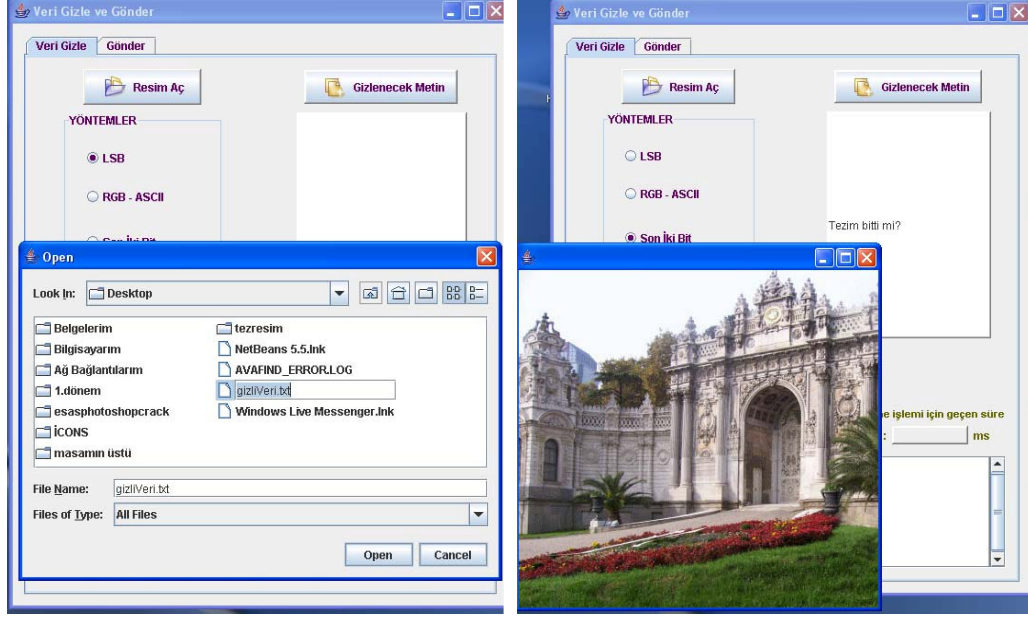 Veri Gizle ve Gönder
Veri Gizle Gönder
Resim Aç Gizlenecek Metin
YÖNTEMLER
LSB
RGB - ASCII
Son İki Bit
Open
Look In: Desktop
Belgelerim tezresim
Bilgisayarım NetBeans 5.5.lnk
Ağ Bağlantılarım AVAFIND_ERROR.LOG
1.dönem gizliVeri.txt
esasphotoshopcrack Windows Live Messenger.lnk
İCONS
masamın üstü
File Name: gizliVeri.txt
Files of Type: All Files
Open Cancel
Veri Gizle ve Gönder
Veri Gizle Gönder
Resim Aç Gizlenecek Metin
YÖNTEMLER
LSB
RGB - ASCII
Tezim bitti mi?
Son İki Bit
işlemi için geçen süre
: ms